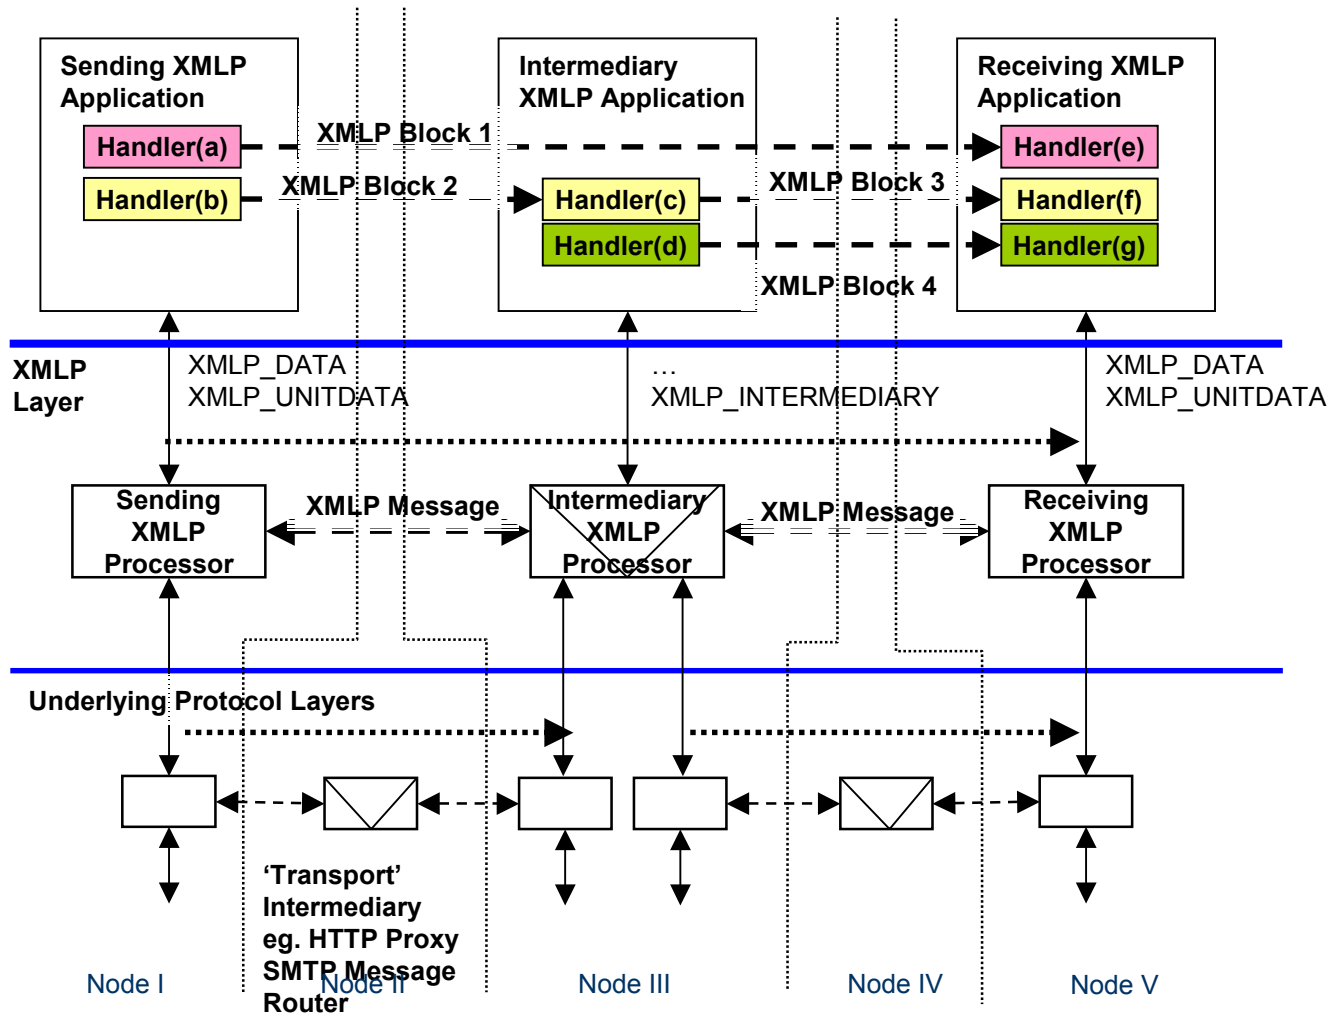 Sending XMLP
Application
Intermediary
XMLP Application
Receiving XMLP
Application
XMLP Block 1
Handler(a)
Handler(e)
XMLP Block 2
XMLP Block 3
Handler(b)
Handler(c)
Handler(f)
Handler(d)
Handler(g)
XMLP Block 4
XMLP
Layer
XMLP_DATA
XMLP_UNITDATA
…
XMLP_INTERMEDIARY
XMLP_DATA
XMLP_UNITDATA
Sending
XMLP
Processor
XMLP Message
Intermediary
XMLP
Processor
XMLP Message
Receiving
XMLP
Processor
Underlying Protocol Layers
‘Transport’
Intermediary
eg. HTTP Proxy
SMTP Message
Router
Node I
Node II
Node III
Node IV
Node V